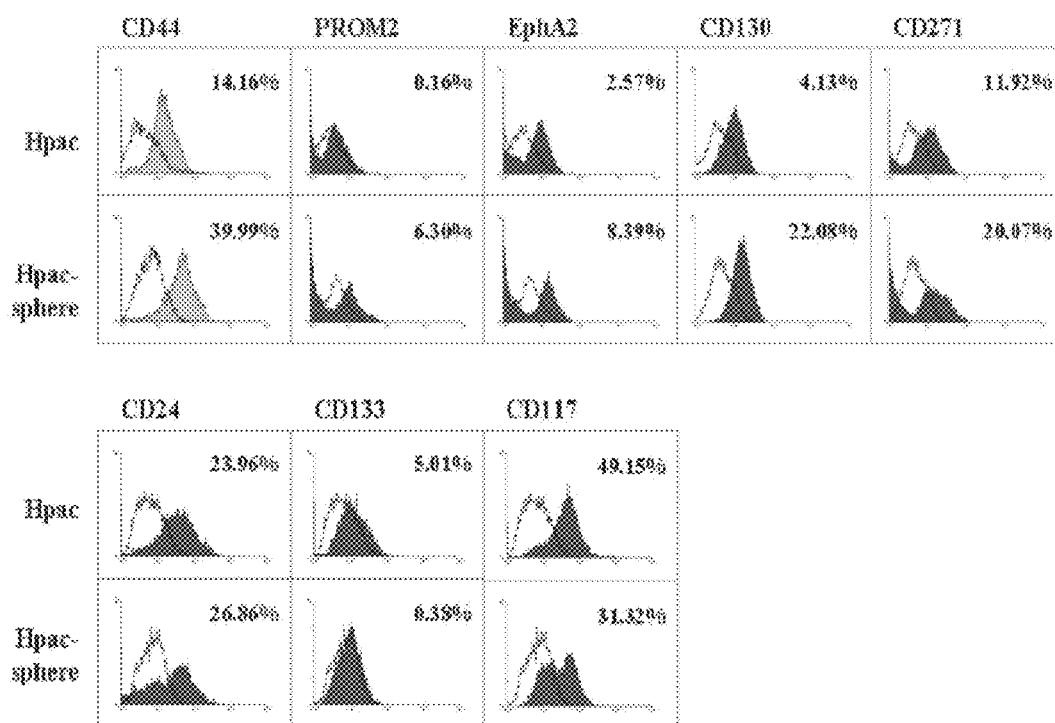 CD44 PROM2 EphA2 CD130 CD271
Hpac 14.16% 0.36% 2.57% 4.13% 11.92%
Hpac-
sphere 39.99% 6.30% 8.39% 22.08% 20.07%
CD24 CD133 CD117
Hpac 23.96% 5.01% 49.15%
Hpac-
sphere 26.86% 0.38% 31.32%